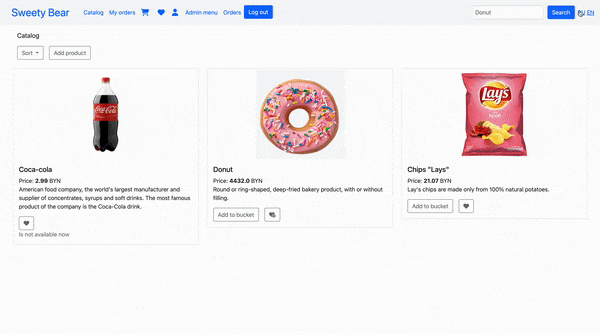 Sweety Bear
Catalog
My orders
Admin menu
Orders
Log out
Donut
Search
EN
Catalog
Sort
Add product
Coca-Cola
Lay's
Coca-cola
Price: 2.99 BYN
American food company, the world's largest manufacturer and
supplier of concentrates, syrups and soft drinks. The most famous
product of the company is the Coca-Cola drink.
Is not available now
Donut
Price: 4432.0 BYN
Round or ring-shaped, deep-fried bakery product, with or without
filling.
Add to bucket
Chips "Lays"
Price: 21.07 BYN
Lay's chips are made only from 100% natural potatoes.
Add to bucket